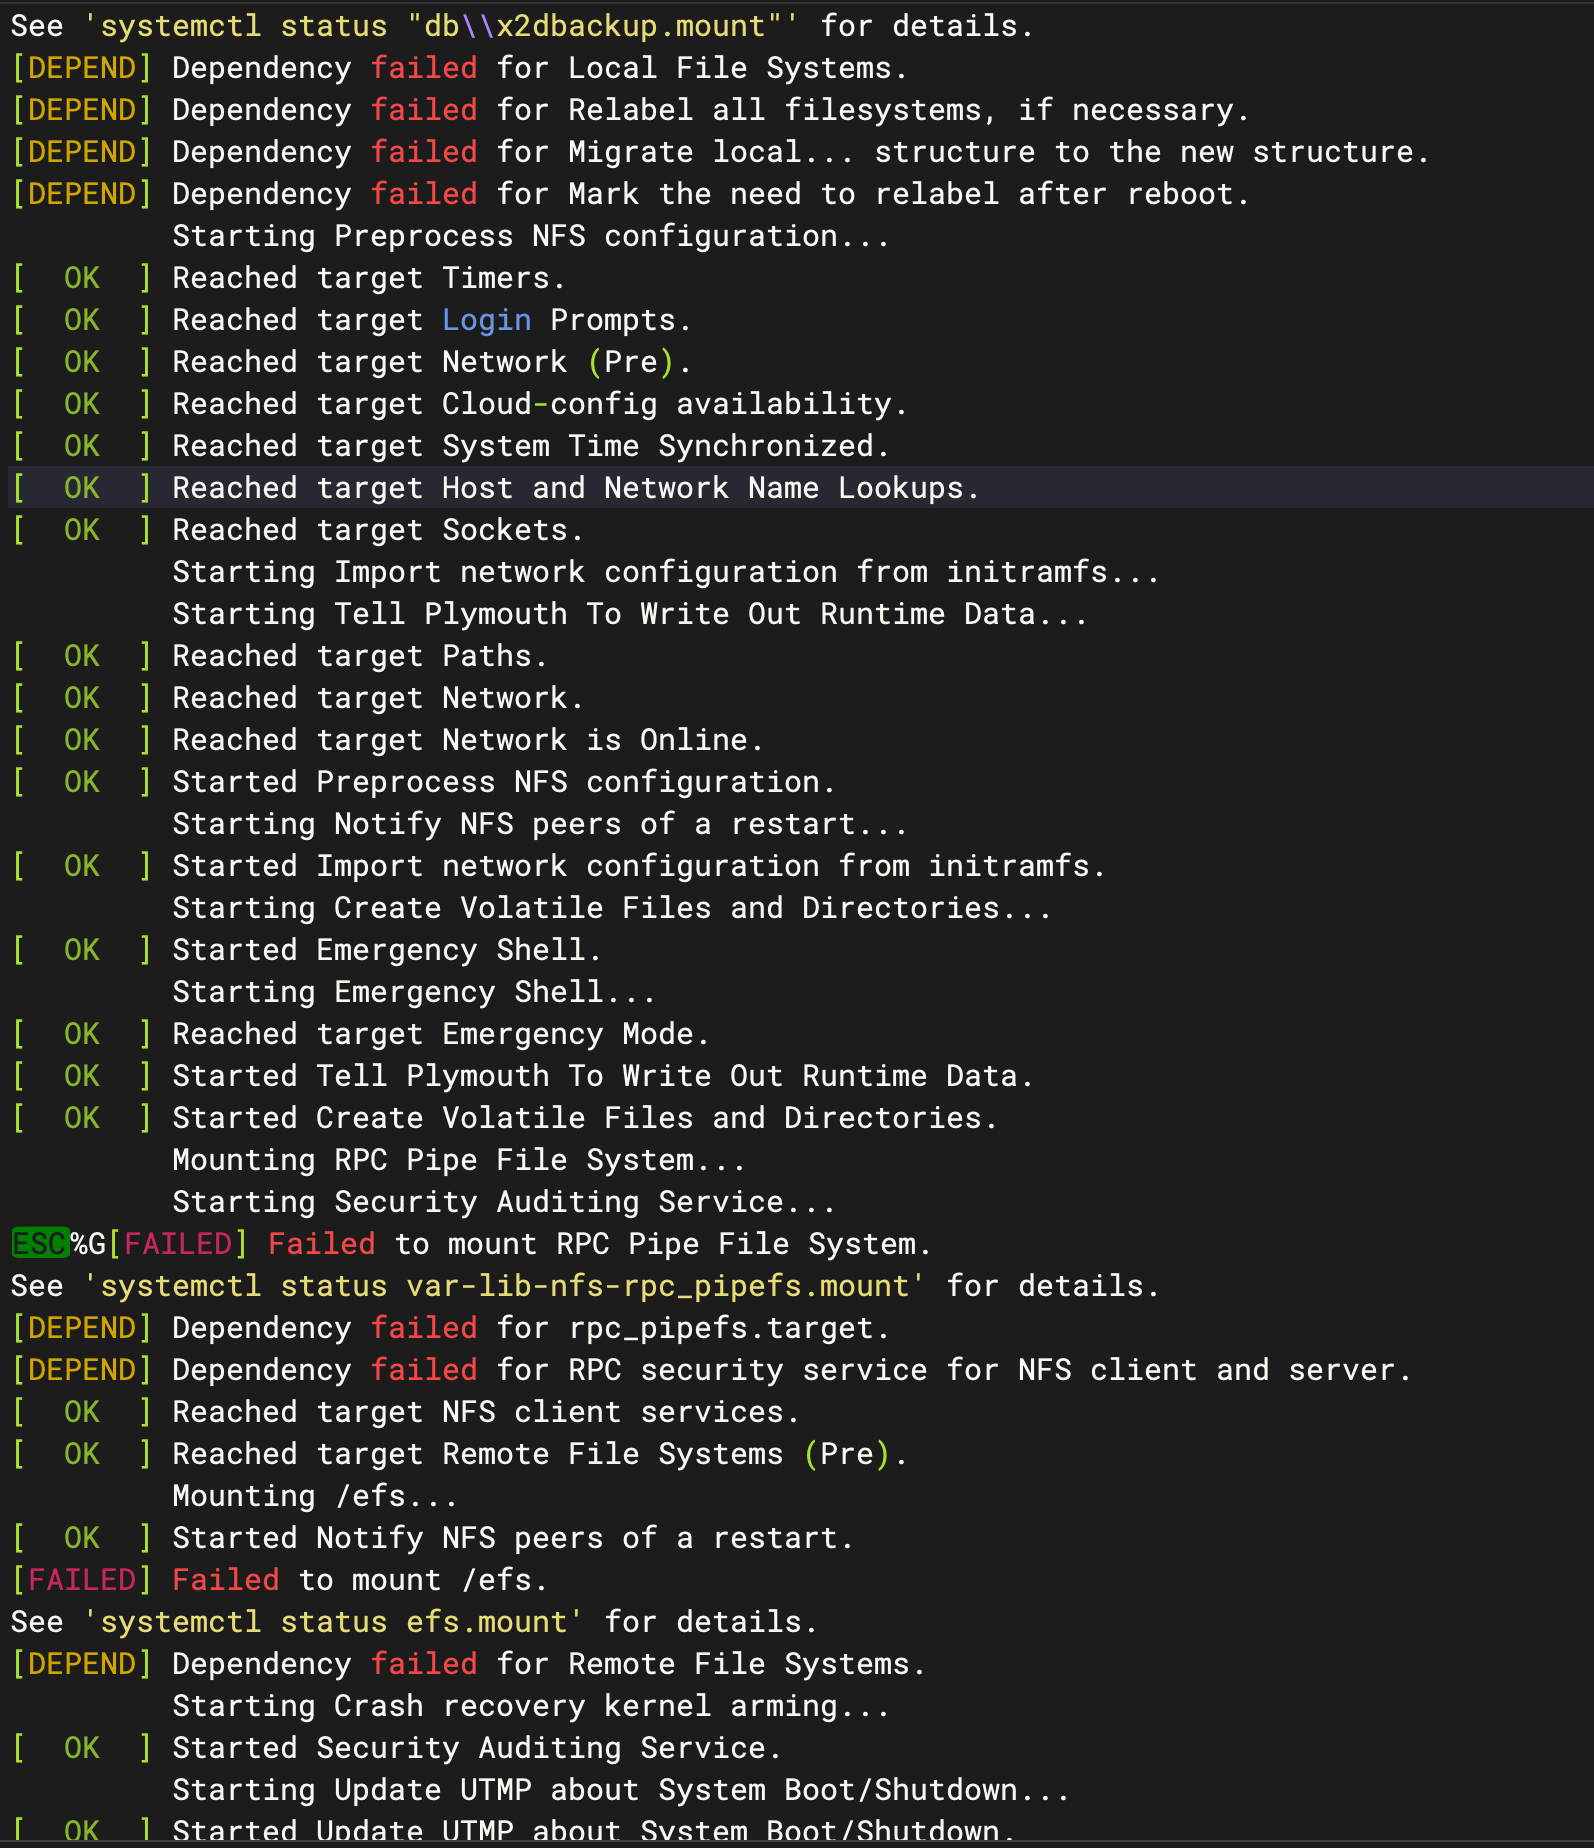 See 'systemctl status "db\\x2dbackup.mount"' for details.
[DEPEND] Dependency failed for Local File Systems.
[DEPEND] Dependency failed for Relabel all filesystems, if necessary.
[DEPEND] Dependency failed for Migrate local... structure to the new structure.
[DEPEND] Dependency failed for Mark the need to relabel after reboot.
         Starting Preprocess NFS configuration...
[  OK  ] Reached target Timers.
[  OK  ] Reached target Login Prompts.
[  OK  ] Reached target Network (Pre).
[  OK  ] Reached target Cloud-config availability.
[  OK  ] Reached target System Time Synchronized.
[  OK  ] Reached target Host and Network Name Lookups.
[  OK  ] Reached target Sockets.
         Starting Import network configuration from initramfs...
         Starting Tell Plymouth To Write Out Runtime Data...
[  OK  ] Reached target Paths.
[  OK  ] Reached target Network.
[  OK  ] Reached target Network is Online.
[  OK  ] Started Preprocess NFS configuration.
         Starting Notify NFS peers of a restart...
[  OK  ] Started Import network configuration from initramfs.
         Starting Create Volatile Files and Directories...
[  OK  ] Started Emergency Shell.
         Starting Emergency Shell...
[  OK  ] Reached target Emergency Mode.
[  OK  ] Started Tell Plymouth To Write Out Runtime Data.
[  OK  ] Started Create Volatile Files and Directories.
         Mounting RPC Pipe File System...
         Starting Security Auditing Service...
ESC%G[FAILED] Failed to mount RPC Pipe File System.
See 'systemctl status var-lib-nfs-rpc_pipefs.mount' for details.
[DEPEND] Dependency failed for rpc_pipefs.target.
[DEPEND] Dependency failed for RPC security service for NFS client and server.
[  OK  ] Reached target NFS client services.
[  OK  ] Reached target Remote File Systems (Pre).
         Mounting /efs...
[  OK  ] Started Notify NFS peers of a restart.
[FAILED] Failed to mount /efs.
See 'systemctl status efs.mount' for details.
[DEPEND] Dependency failed for Remote File Systems.
         Starting Crash recovery kernel arming...
[  OK  ] Started Security Auditing Service.
         Starting Update UTMP about System Boot/Shutdown...
[  OK  ] Started Update UTMP about System Boot/Shutdown.